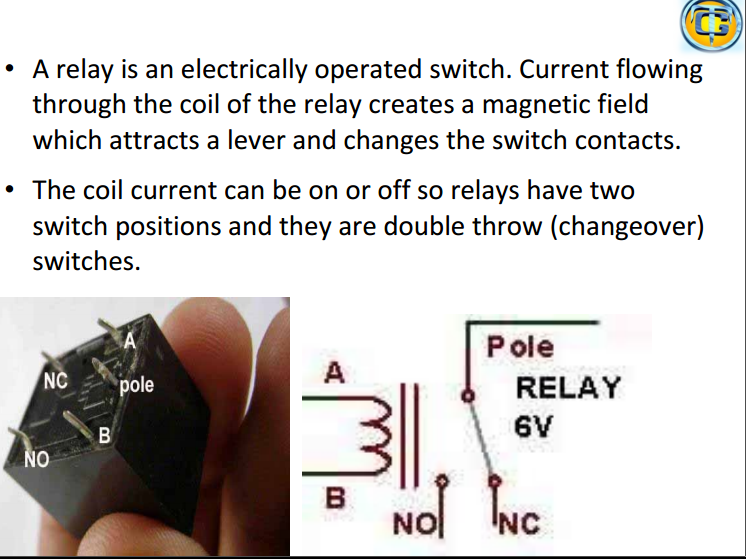 • A relay is an electrically operated switch. Current flowing
through the coil of the relay creates a magnetic field
which attracts a lever and changes the switch contacts.
• The coil current can be on or off so relays have two
switch positions and they are double throw (changeover)
switches.
A
NC
pole
B
NO
Pole
A
RELAY
6V
B
NO
NC